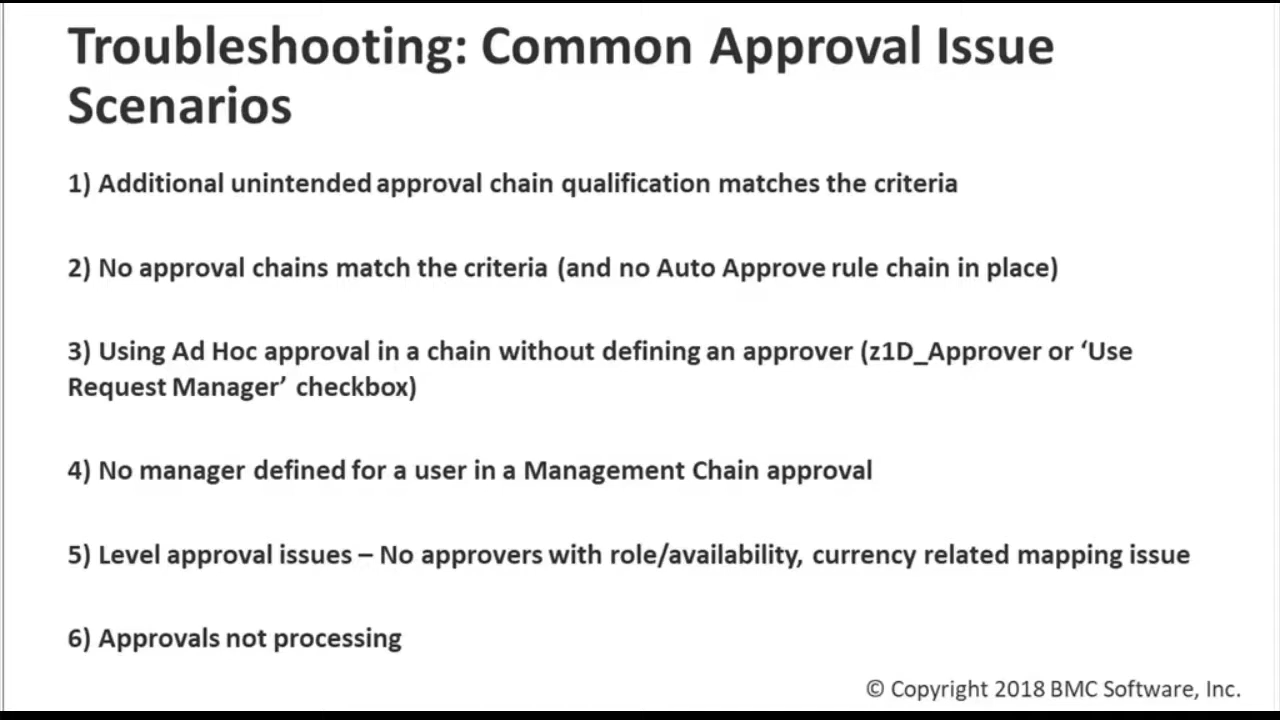 Troubleshooting: Common Approval Issue
Scenarios
1) Additional unintended approval chain qualification matches the criteria
2) No approval chains match the criteria (and no Auto Approve rule chain in place)
3) Using Ad Hoc approval in a chain without defining an approver (z1D_Approver or ‘Use
Request Manager’ checkbox)
4) No manager defined for a user in a Management Chain approval
5) Level approval issues – No approvers with role/availability, currency related mapping issue
6) Approvals not processing
© Copyright 2018 BMC Software, Inc.